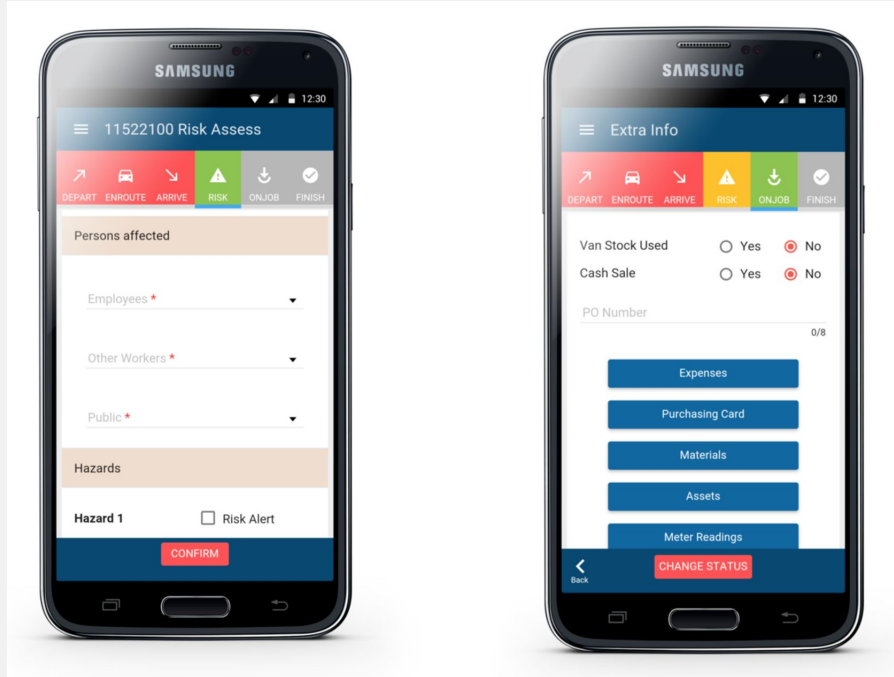 SAMSUNG
12:30
11522100 Risk Assess
DEPART ENROUTE ARRIVE RISK ONJOB FINISH
Persons affected
Employees *
Other Workers *
Public *
Hazards
Hazard 1 Risk Alert
CONFIRM
SAMSUNG
12:30
Extra Info
DEPART ENROUTE ARRIVE RISK ONJOB FINISH
Van Stock Used Yes No
Cash Sale Yes No
PO Number
0/8
Expenses
Purchasing Card
Materials
Assets
Meter Readings
Back
CHANGE STATUS